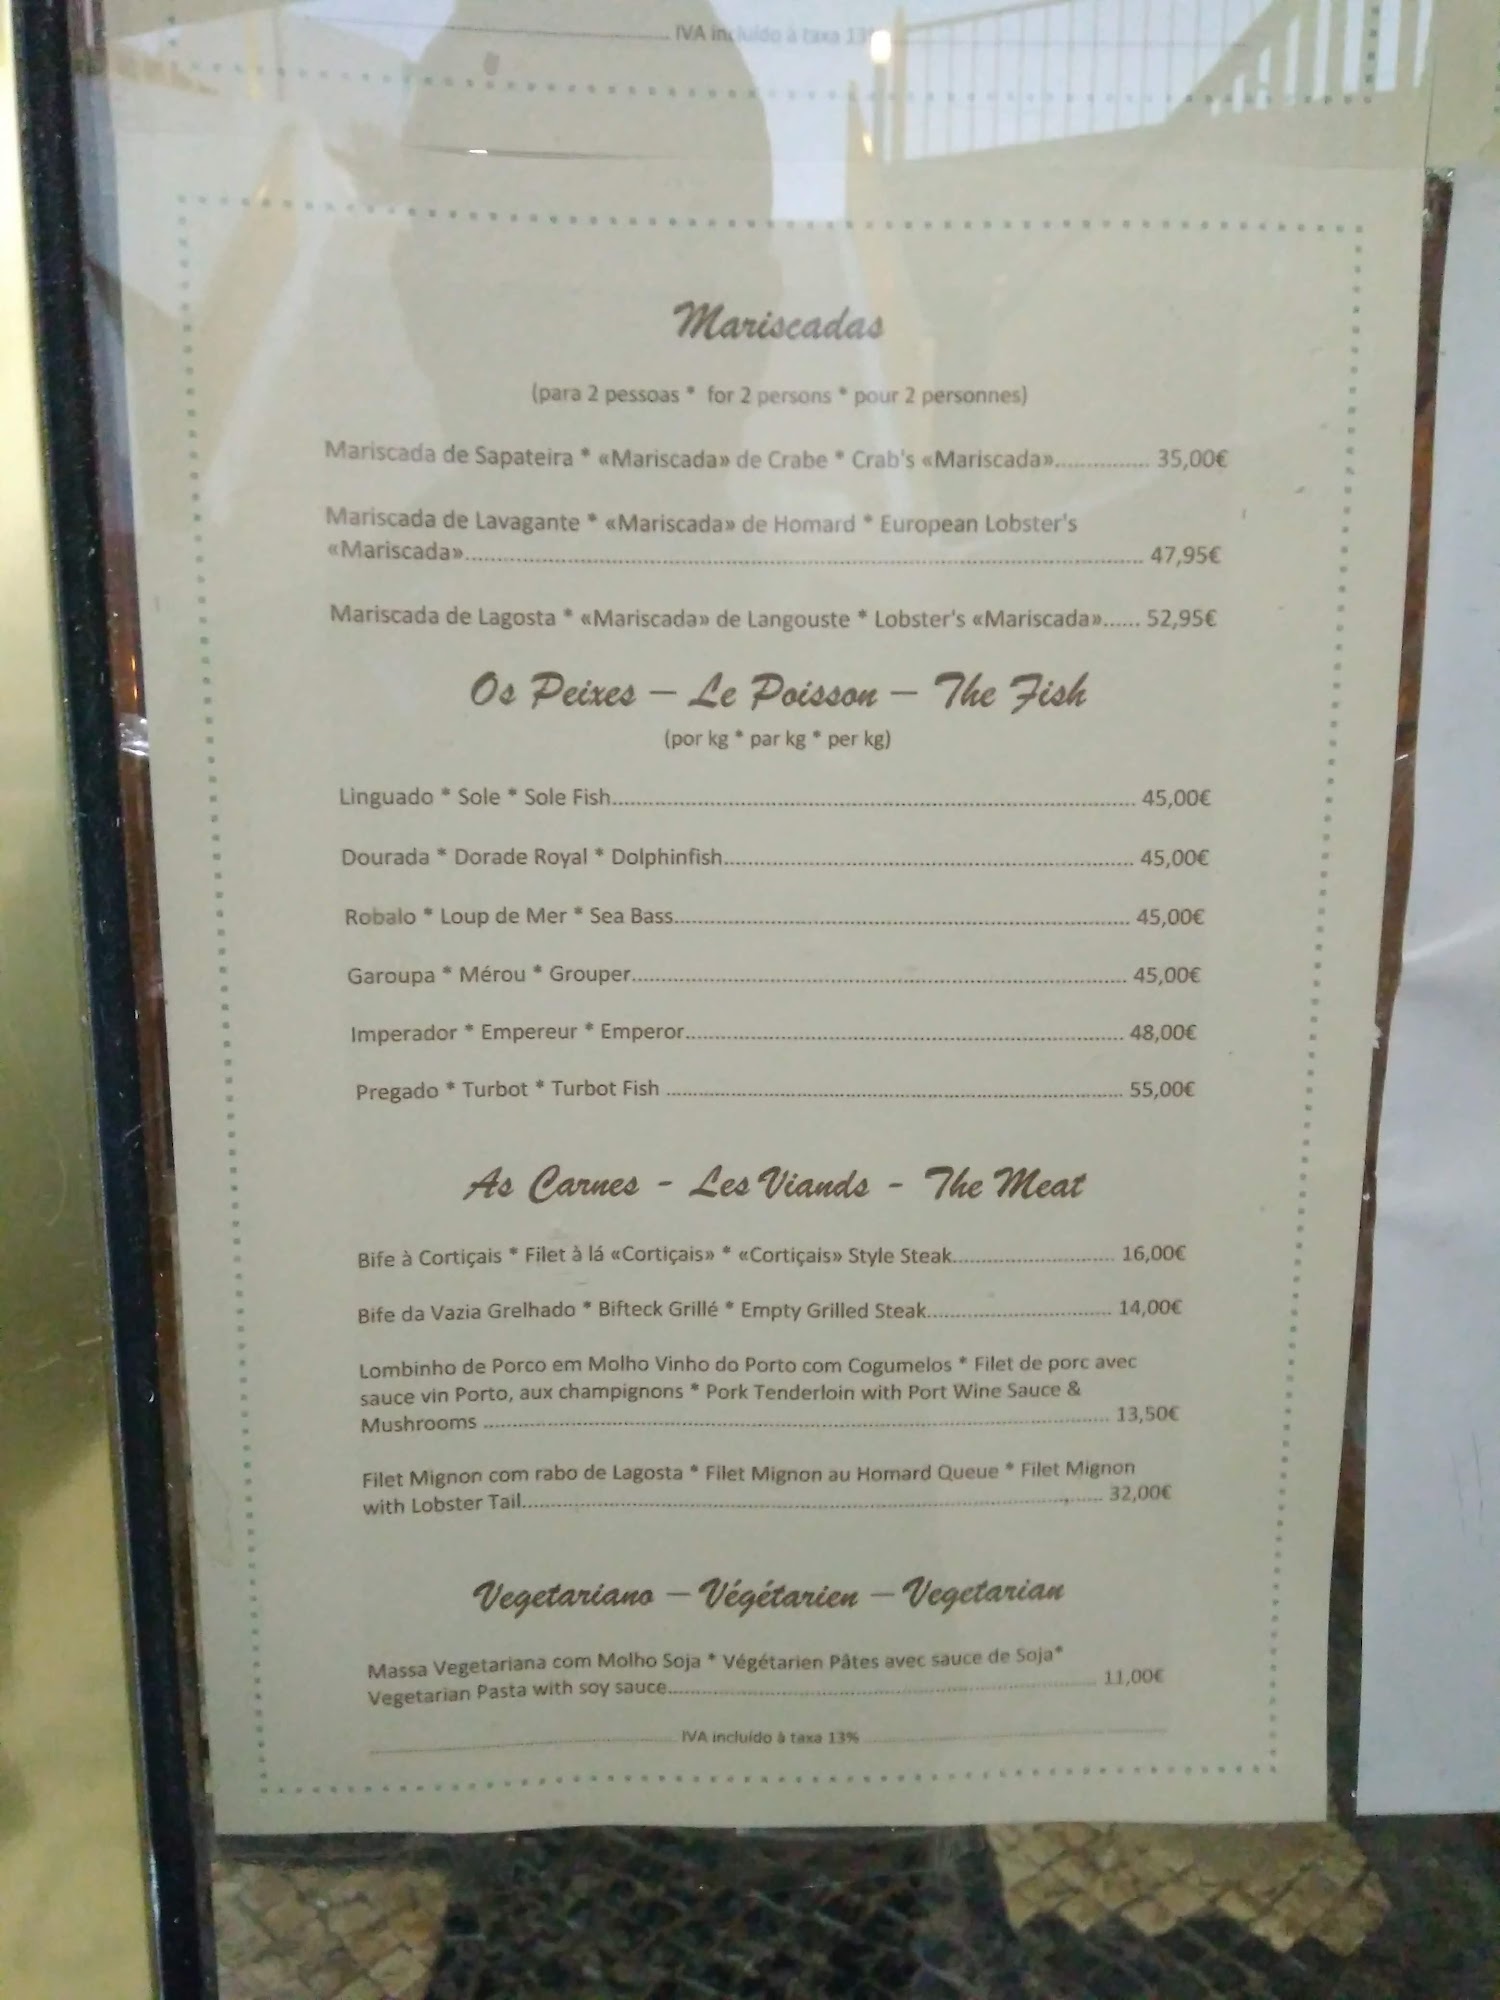 IVA incluído à taxa 13%
Mariscadas
(para 2 pessoas * for 2 persons * pour 2 personnes)
Mariscada de Sapateira * «Mariscada» de Crabe * Crab's «Mariscada»............... 35,00€
Mariscada de Lavagante * «Mariscada» de Homard * European Lobster's
«Mariscada»........................................................................ 47,95€
Mariscada de Lagosta * «Mariscada» de Langouste * Lobster's «Mariscada»...... 52,95€
Os Peixes – Le Poisson – The Fish
(por kg * par kg * per kg)
Linguado * Sole * Sole Fish........................................................ 45,00€
Dourada * Dorade Royal * Dolphinfish............................................ 45,00€
Robalo * Loup de Mer * Sea Bass.................................................. 45,00€
Garoupa * Mérou * Grouper........................................................ 45,00€
Imperador * Empereur * Emperor.................................................. 48,00€
Pregado * Turbot * Turbot Fish .................................................... 55,00€
As Carnes - Les Viands - The Meat
Bife à Cortiçais * Filet à lá «Cortiçais» * «Cortiçais» Style Steak...................... 16,00€
Bife da Vazia Grelhado * Bifteck Grillé * Empty Grilled Steak......................... 14,00€
Lombinho de Porco em Molho Vinho do Porto com Cogumelos * Filet de porc avec
sauce vin Porto, aux champignons * Pork Tenderloin with Port Wine Sauce &
Mushrooms ........................................................................ 13,50€
Filet Mignon com rabo de Lagosta * Filet Mignon au Homard Queue * Filet Mignon
with Lobster Tail.................................................................. 32,00€
Vegetariano – Végétarien – Vegetarian
Massa Vegetariana com Molho Soja * Végétarien Pâtes avec sauce de Soja*
Vegetarian Pasta with soy sauce.................................................. 11,00€
IVA incluído à taxa 13%